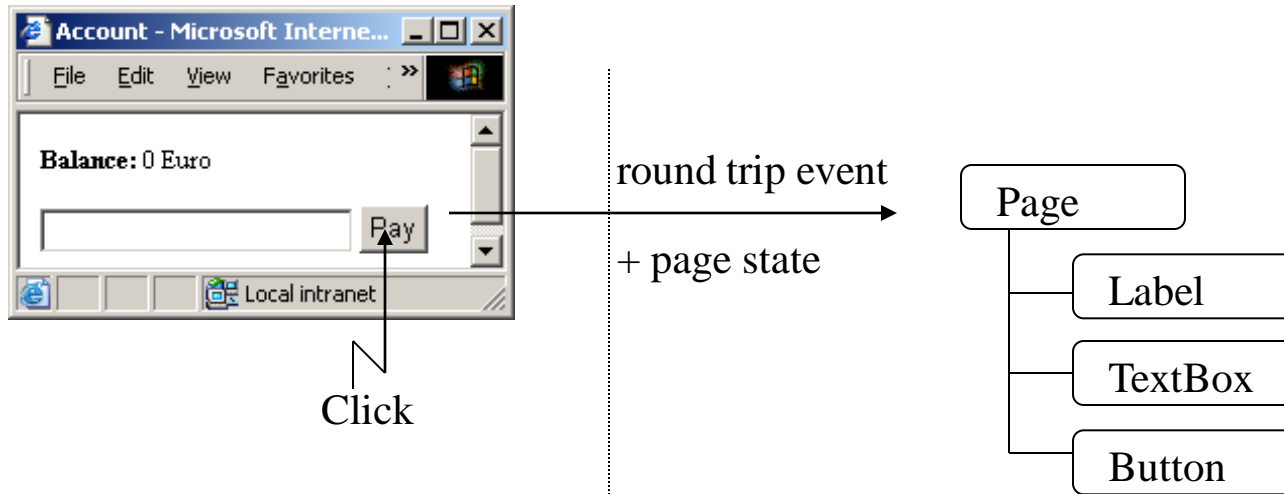 Account - Microsoft Interne...
File Edit View Favorites »
Balance: 0 Euro
Pay
Local intranet
Click
round trip event
+ page state
Page
Label
TextBox
Button